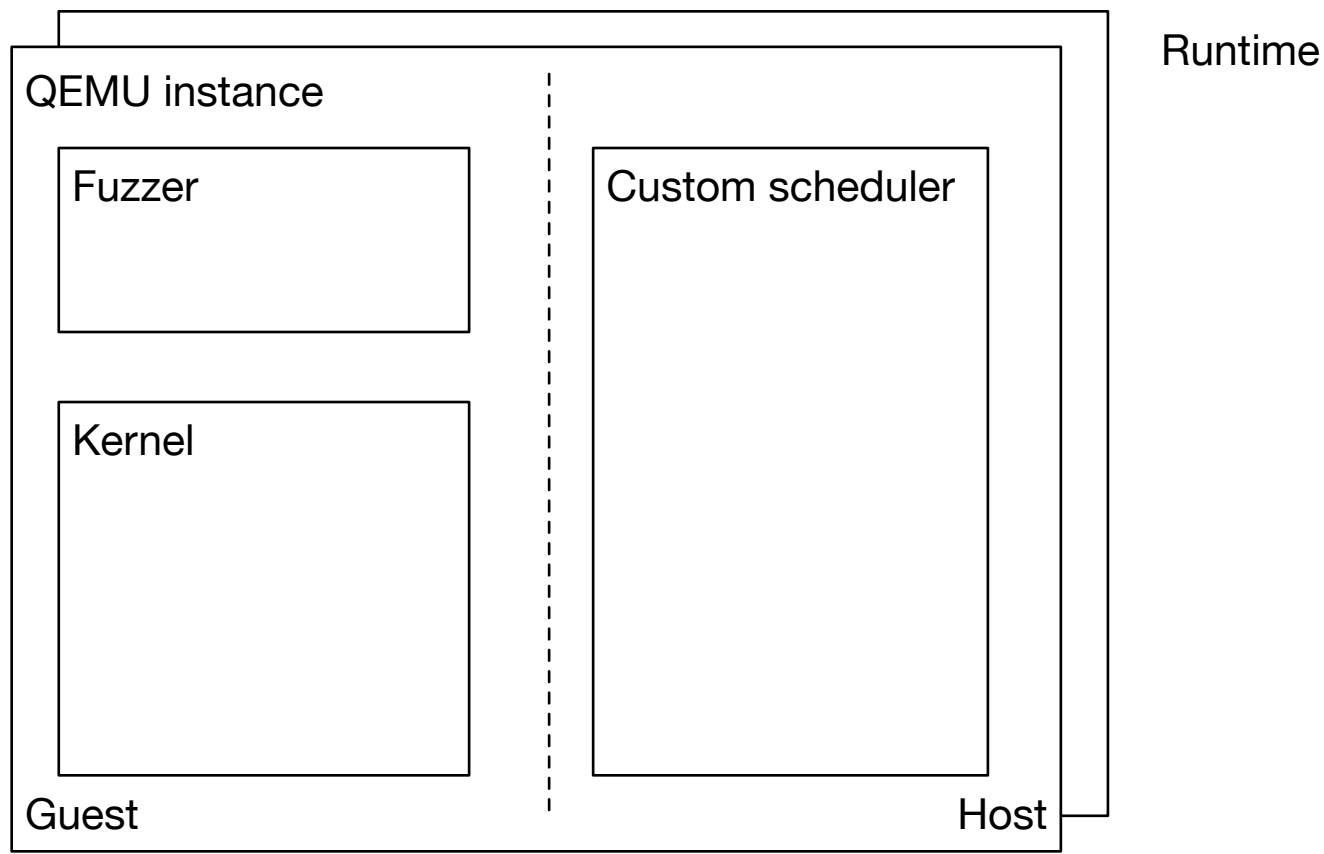 Runtime
QEMU instance
Fuzzer
Custom scheduler
Kernel
Guest
Host